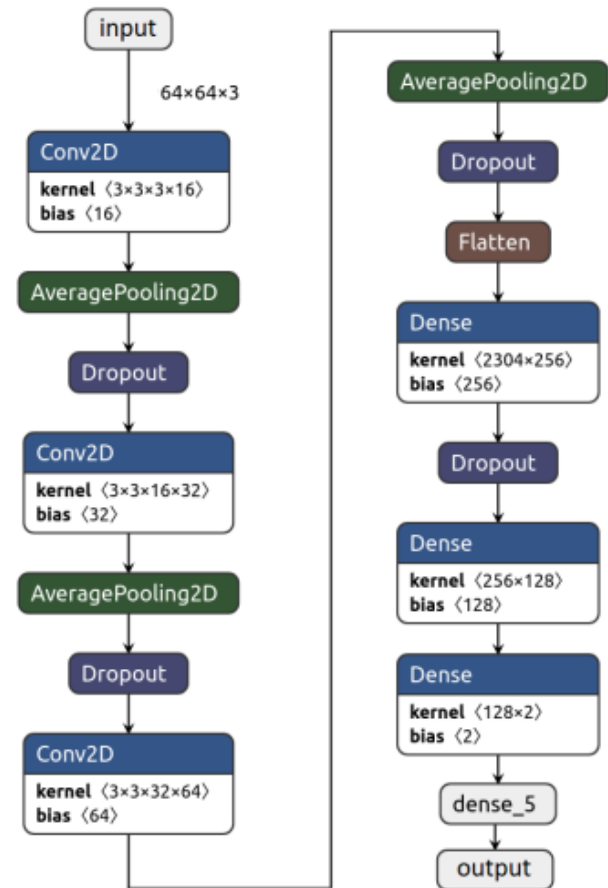 input
64×64×3
Conv2D
kernel 〈3×3×3×16〉
bias 〈16〉
AveragePooling2D
Dropout
Conv2D
kernel 〈3×3×16×32〉
bias 〈32〉
AveragePooling2D
Dropout
Conv2D
kernel 〈3×3×32×64〉
bias 〈64〉
AveragePooling2D
Dropout
Flatten
Dense
kernel 〈2304×256〉
bias 〈256〉
Dropout
Dense
kernel 〈256×128〉
bias 〈128〉
Dense
kernel 〈128×2〉
bias 〈2〉
dense_5
output